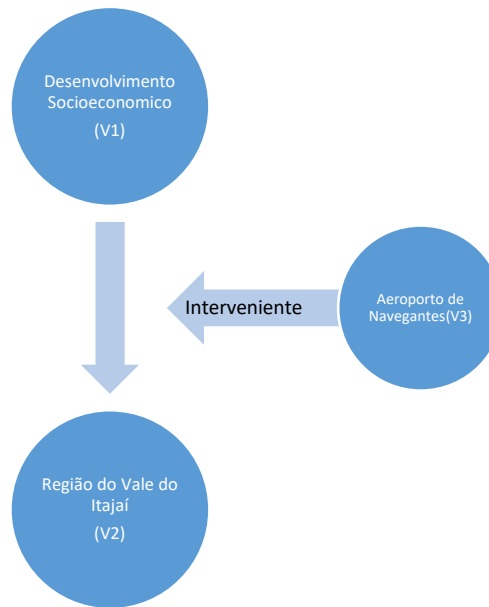 Desenvolvimento
Socioeconomico
(V1)
Interveniente
Aeroporto de
Navegantes(V3)
Região do Vale do
Itajaí
(V2)